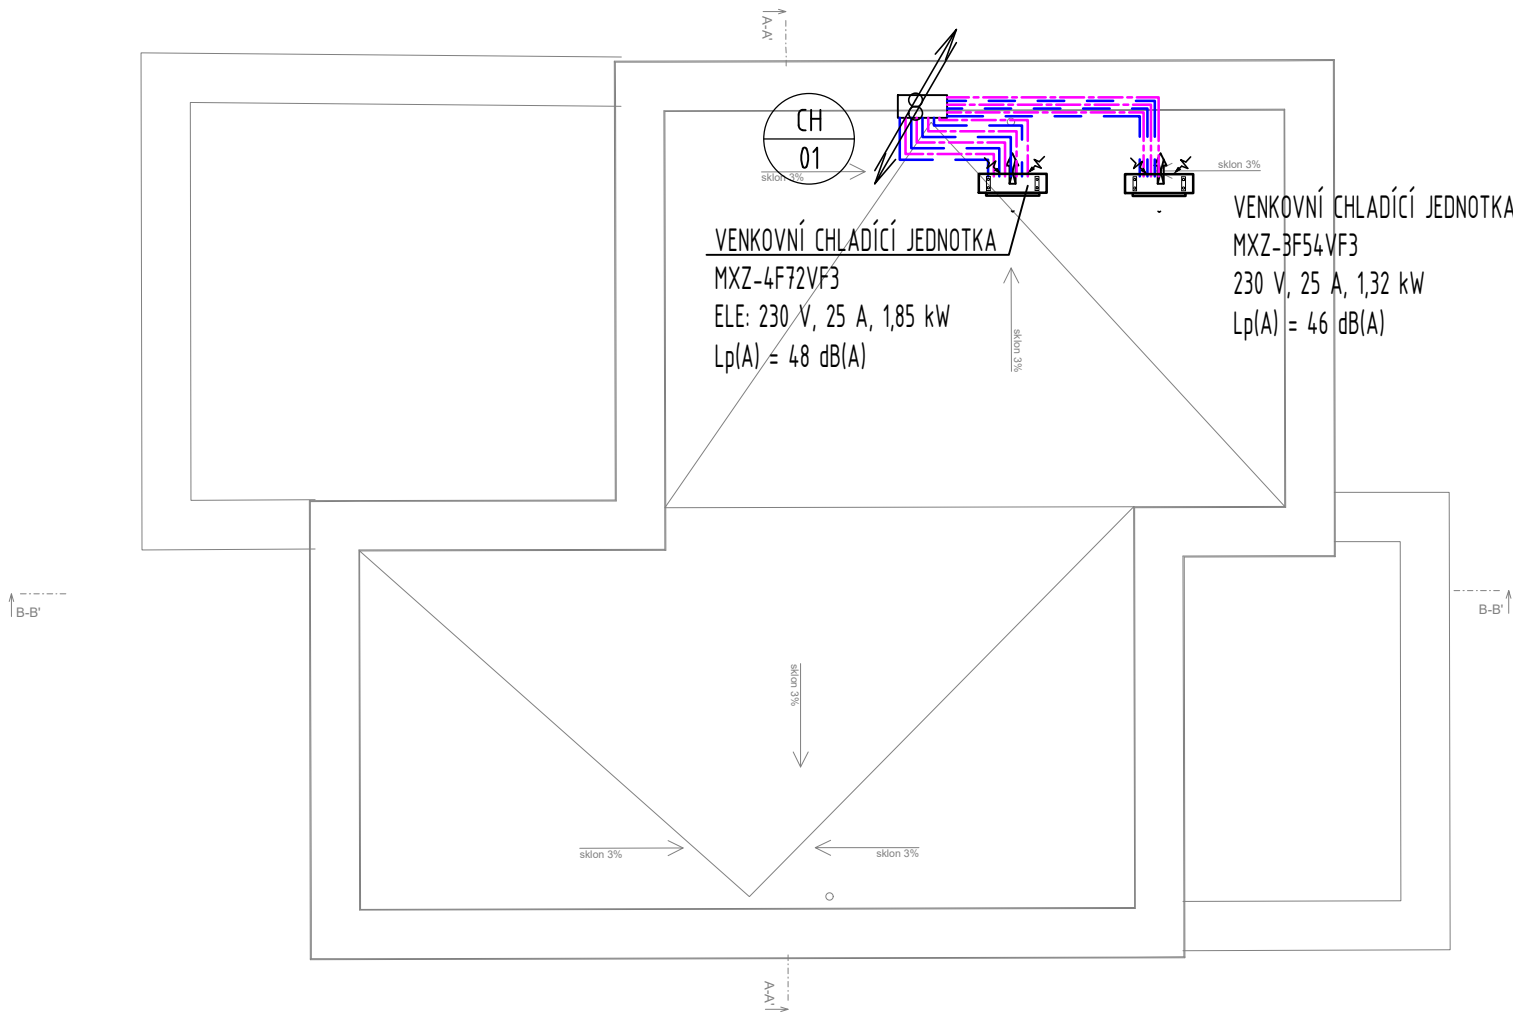 A-A'
CH
01
sklon 3%
sklon 3%
VENKOVNÍ CHLADÍCÍ JEDNOTKA
MXZ-3F54VF3
230 V, 25 A, 1,32 kW
Lp(A) = 46 dB(A)
VENKOVNÍ CHLADÍCÍ JEDNOTKA
MXZ-4F72VF3
ELE: 230 V, 25 A, 1,85 kW
Lp(A) = 48 dB(A)
sklon 3%
B-B'
B-B'
sklon 3%
sklon 3%
sklon 3%
A-A'